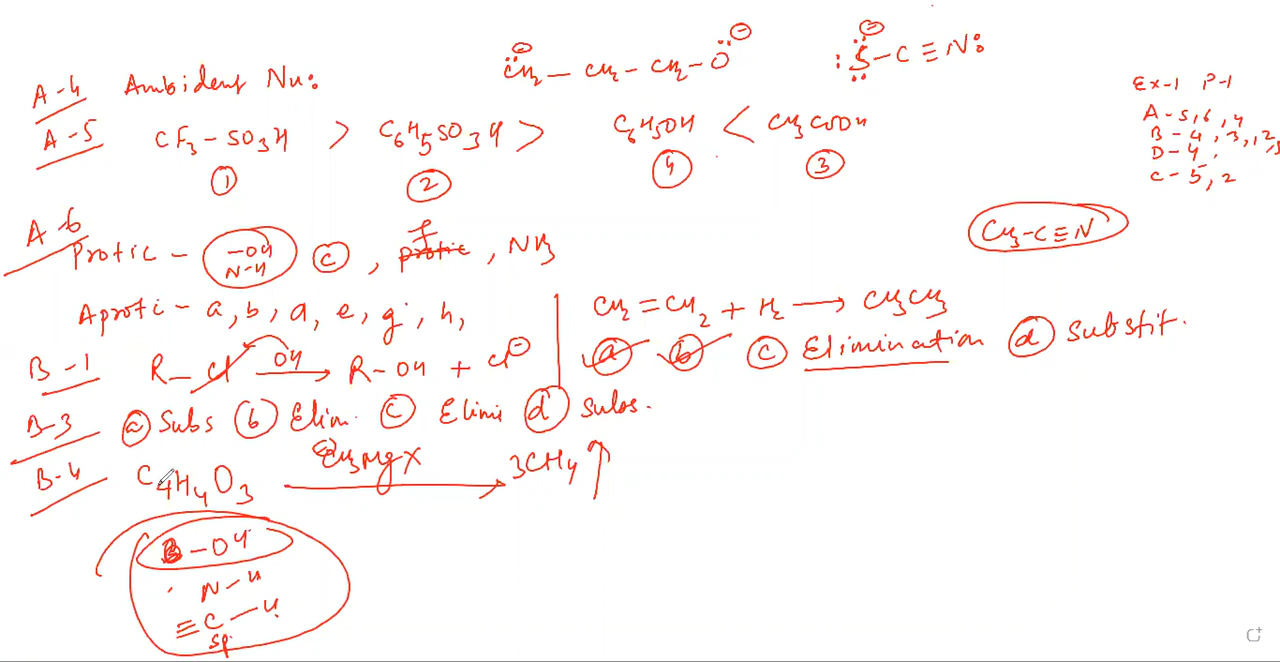 A-4 Ambident Nu: C̈H₂⊖ — CH₂ — CH₂ — Ö⊖ :S̈⊖ – C ≡ N:
Ex-1 P-1
A-5 CF₃ – SO₃H > C₆H₅SO₃H > C₆H₅OH < CH₃COOH
① ② ④ ③
A – 5, 6, 4
B – 4, 3, 1, 2
D – 4,
C – 5, 2
A-6
Protic – -OH N-H ⓒ, f, NH₃
CH₃-C≡N
Aprotic – a, b, d, e, g, h,
CH₂ = CH₂ + H₂ ⟶ CH₃CH₃
B-1 R – Cl OH ⟶ R-OH + Cl⊖
ⓐ ⓑ ⓒ Elimination ⓓ Substit.
B-3 ⓐ Subs ⓑ Elim. ⓒ Elimi ⓓ Subs.
B-4 C₄H₄O₃ CH₃MgX ⟶ 3CH₄ ↑
-OH
N-H
≡C-H
sp